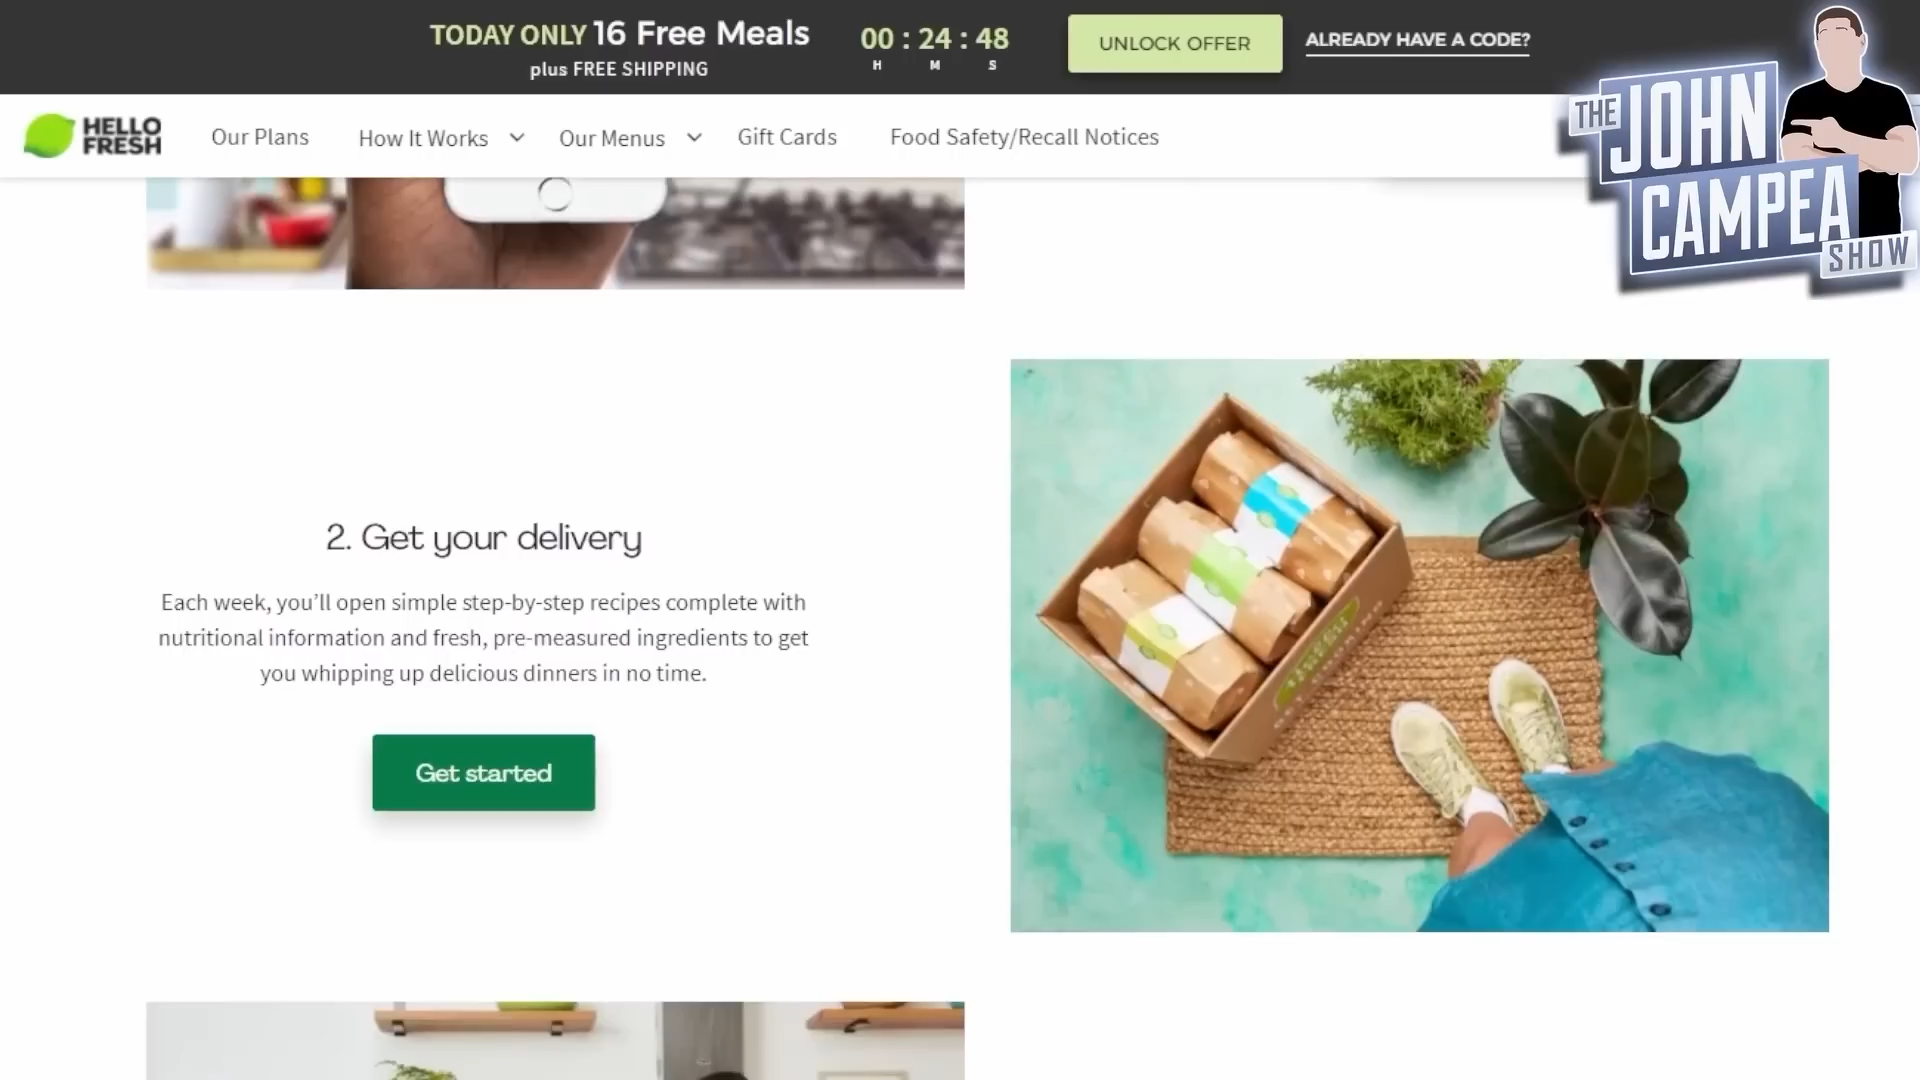 TODAY ONLY 16 Free Meals
plus FREE SHIPPING
00 : 24 : 48
H M S
UNLOCK OFFER
ALREADY HAVE A CODE?
THE
JOHN
CAMPEA
SHOW
HELLO
FRESH
Our Plans
How It Works
Our Menus
Gift Cards
Food Safety/Recall Notices
2. Get your delivery
Each week, you’ll open simple step-by-step recipes complete with
nutritional information and fresh, pre-measured ingredients to get
you whipping up delicious dinners in no time.
Get started